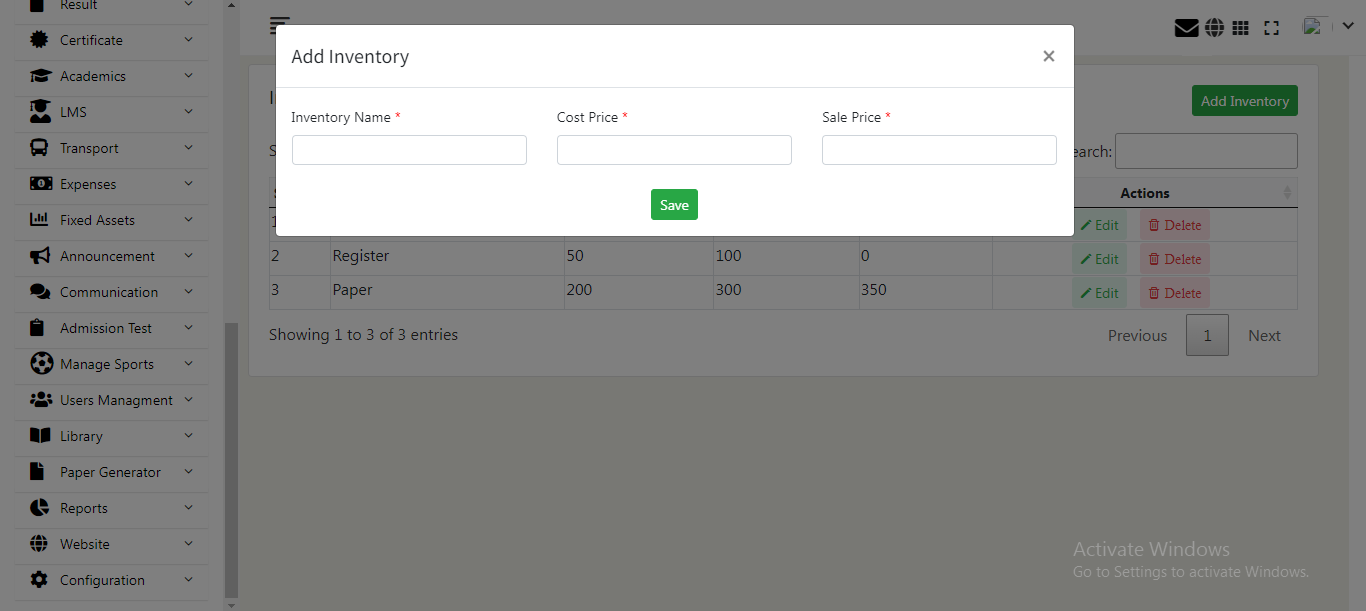 Result
Certificate
Academics
LMS
Transport
Expenses
Fixed Assets
Announcement
Communication
Admission Test
Manage Sports
Users Managment
Library
Paper Generator
Reports
Website
Configuration
Add Inventory ×
Inventory Name * Cost Price * Sale Price *
Save
Add Inventory
earch:
Actions
1 Edit Delete
2 Register 50 100 0 Edit Delete
3 Paper 200 300 350 Edit Delete
Showing 1 to 3 of 3 entries
Previous 1 Next
Activate Windows
Go to Settings to activate Windows.